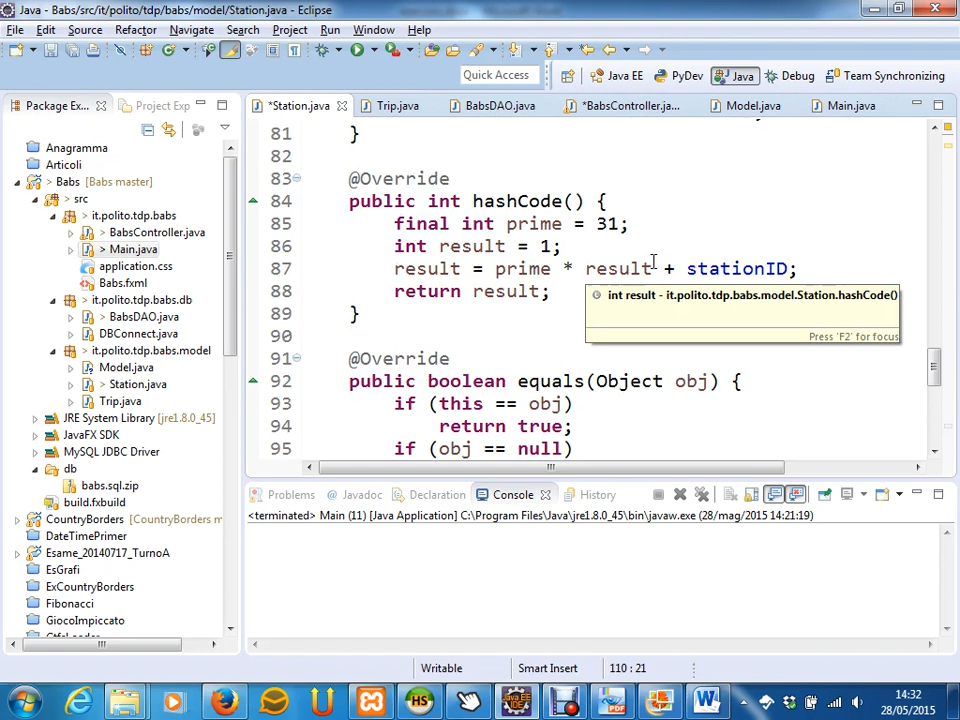 Java - Babs/src/it/polito/tdp/babs/model/Station.java - Eclipse
File Edit Source Refactor Navigate Search Project Run Window Help
Quick Access Java EE PyDev Java Debug Team Synchronizing
Package Ex... Project Exp
*Station.java Trip.java BabsDAO.java *BabsController.ja... Model.java Main.java
Anagramma
Articoli
> Babs [Babs master]
> src
> it.polito.tdp.babs
> BabsController.java
> Main.java
application.css
Babs.fxml
> it.polito.tdp.babs.db
> BabsDAO.java
DBConnect.java
> it.polito.tdp.babs.model
Model.java
> Station.java
Trip.java
JRE System Library [jre1.8.0_45]
JavaFX SDK
MySQL JDBC Driver
db
babs.sql.zip
build.fxbuild
CountryBorders [CountryBorders m
DateTimePrimer
Esame_20140717_TurnoA
EsGrafi
ExCountryBorders
Fibonacci
GiocoImpiccato
81 }
82
83 @Override
84 public int hashCode() {
85 final int prime = 31;
86 int result = 1;
87 result = prime * result + stationID;
88 return result;
89 }
90
91 @Override
92 public boolean equals(Object obj) {
93 if (this == obj)
94 return true;
95 if (obj == null)
int result - it.polito.tdp.babs.model.Station.hashCode()
Press 'F2' for focus
Problems Javadoc Declaration Console History
<terminated> Main (11) [Java Application] C:\Program Files\Java\jre1.8.0_45\bin\javaw.exe (28/mag/2015 14:21:19)
Writable Smart Insert 110 : 21
14:32
28/05/2015